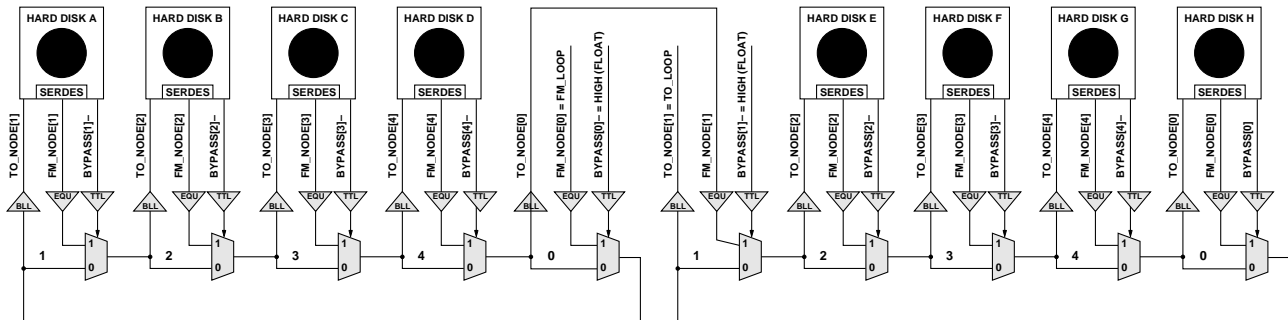 HARD DISK A
HARD DISK B
HARD DISK C
HARD DISK D
HARD DISK E
HARD DISK F
HARD DISK G
HARD DISK H
SERDES
SERDES
SERDES
SERDES
SERDES
SERDES
SERDES
SERDES
TO_NODE[1]
FM_NODE[1]
BYPASS[1]–
TO_NODE[2]
FM_NODE[2]
BYPASS[2]–
TO_NODE[3]
FM_NODE[3]
BYPASS[3]–
TO_NODE[4]
FM_NODE[4]
BYPASS[4]–
TO_NODE[0]
FM_NODE[0] = FM_LOOP
BYPASS[0]– = HIGH (FLOAT)
TO_NODE[1] = TO_LOOP
FM_NODE[1]
BYPASS[1]– = HIGH (FLOAT)
TO_NODE[2]
FM_NODE[2]
BYPASS[2]–
TO_NODE[3]
FM_NODE[3]
BYPASS[3]–
TO_NODE[4]
FM_NODE[4]
BYPASS[4]–
TO_NODE[0]
FM_NODE[0]
BYPASS[0]
BLL EQU TTL
BLL EQU TTL
BLL EQU TTL
BLL EQU TTL
BLL EQU TTL
BLL EQU TTL
BLL EQU TTL
BLL EQU TTL
BLL EQU TTL
BLL EQU TTL
1 1 0
2 1 0
3 1 0
4 1 0
0 1 0
1 1 0
2 1 0
3 1 0
4 1 0
0 1 0